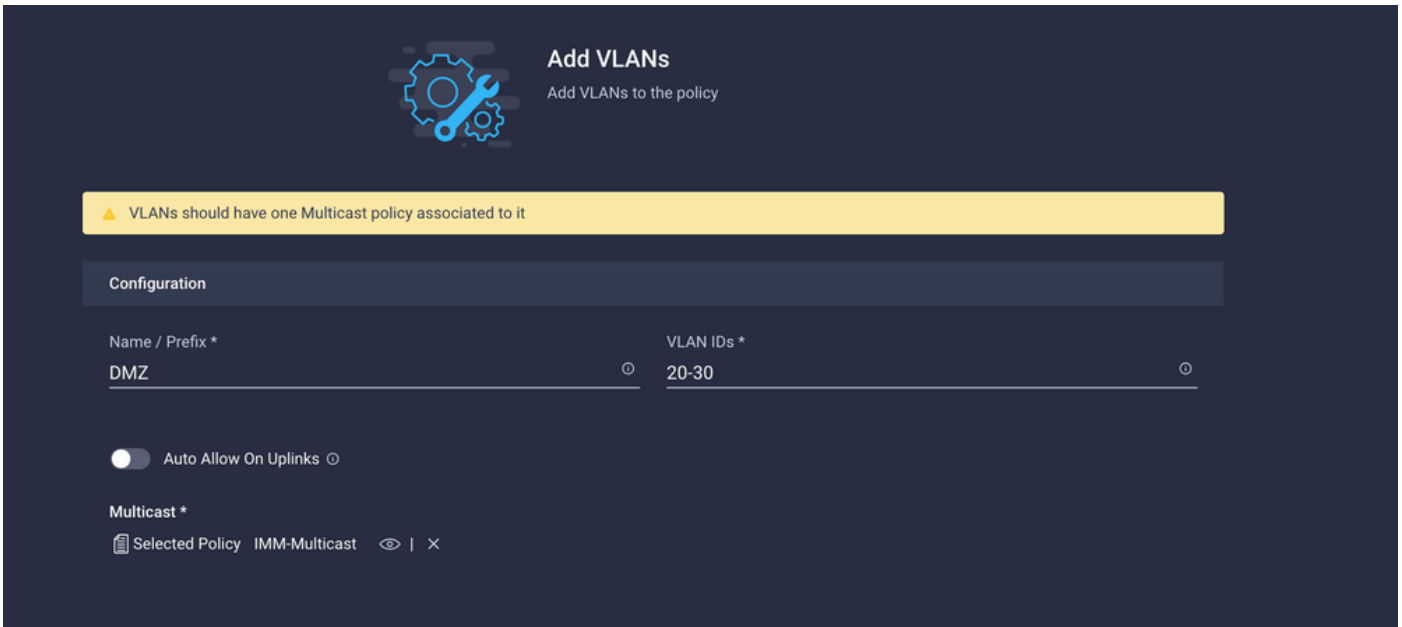 Add VLANs
Add VLANs to the policy
VLANs should have one Multicast policy associated to it
Configuration
Name / Prefix *
VLAN IDs *
DMZ
20-30
Auto Allow On Uplinks
Multicast *
Selected Policy IMM-Multicast